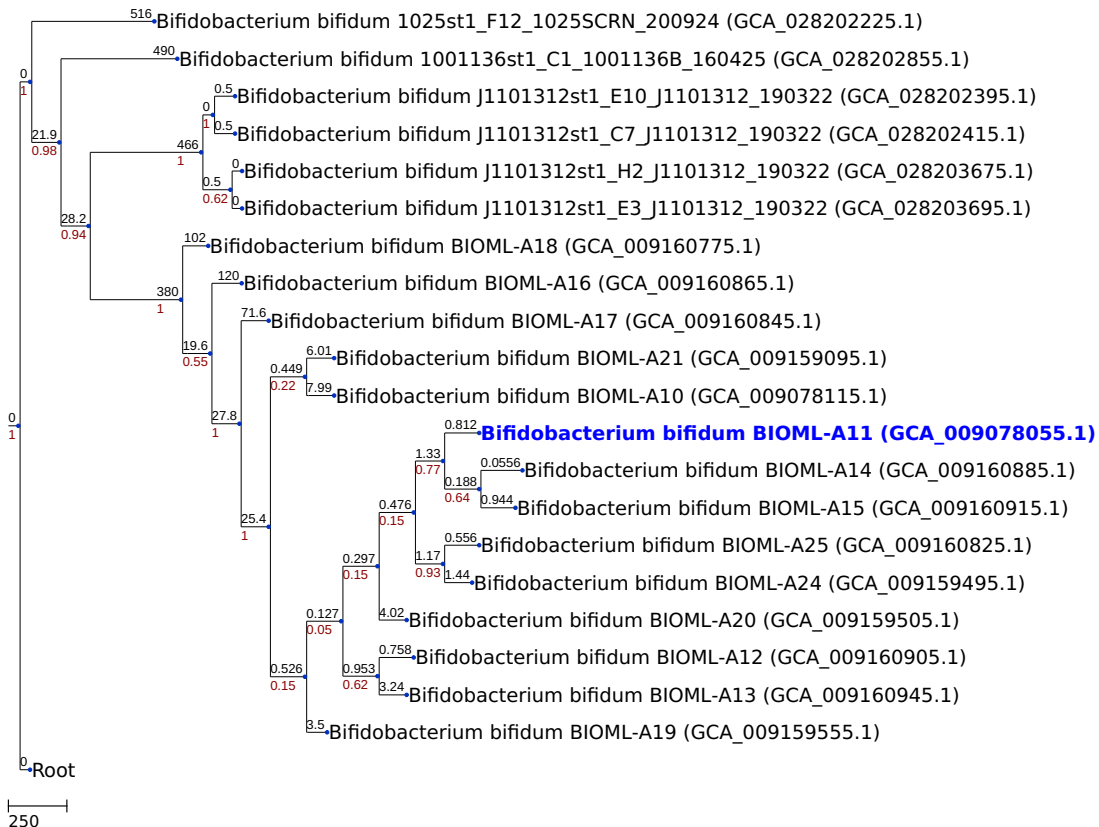 516 Bifidobacterium bifidum 1025st1_F12_1025SCRN_200924 (GCA_028202225.1)
490 Bifidobacterium bifidum 1001136st1_C1_1001136B_160425 (GCA_028202855.1)
0
1
0.5 Bifidobacterium bifidum J1101312st1_E10_J1101312_190322 (GCA_028202395.1)
0
1
0.5 Bifidobacterium bifidum J1101312st1_C7_J1101312_190322 (GCA_028202415.1)
21.9
0.98
466
1
0 Bifidobacterium bifidum J1101312st1_H2_J1101312_190322 (GCA_028203675.1)
0.5
0.62
0 Bifidobacterium bifidum J1101312st1_E3_J1101312_190322 (GCA_028203695.1)
28.2
0.94
102 Bifidobacterium bifidum BIOML-A18 (GCA_009160775.1)
120 Bifidobacterium bifidum BIOML-A16 (GCA_009160865.1)
380
1
71.6 Bifidobacterium bifidum BIOML-A17 (GCA_009160845.1)
19.6
0.55
6.01 Bifidobacterium bifidum BIOML-A21 (GCA_009159095.1)
0.449
0.22
7.99 Bifidobacterium bifidum BIOML-A10 (GCA_009078115.1)
27.8
1
0
1
0.812 Bifidobacterium bifidum BIOML-A11 (GCA_009078055.1)
1.33
0.77
0.0556 Bifidobacterium bifidum BIOML-A14 (GCA_009160885.1)
0.188
0.64
0.944 Bifidobacterium bifidum BIOML-A15 (GCA_009160915.1)
0.476
0.15
25.4
1
0.556 Bifidobacterium bifidum BIOML-A25 (GCA_009160825.1)
1.17
0.93
1.44 Bifidobacterium bifidum BIOML-A24 (GCA_009159495.1)
0.297
0.15
4.02 Bifidobacterium bifidum BIOML-A20 (GCA_009159505.1)
0.127
0.05
0.758 Bifidobacterium bifidum BIOML-A12 (GCA_009160905.1)
0.953
0.62
3.24 Bifidobacterium bifidum BIOML-A13 (GCA_009160945.1)
0.526
0.15
3.5 Bifidobacterium bifidum BIOML-A19 (GCA_009159555.1)
0 Root
250